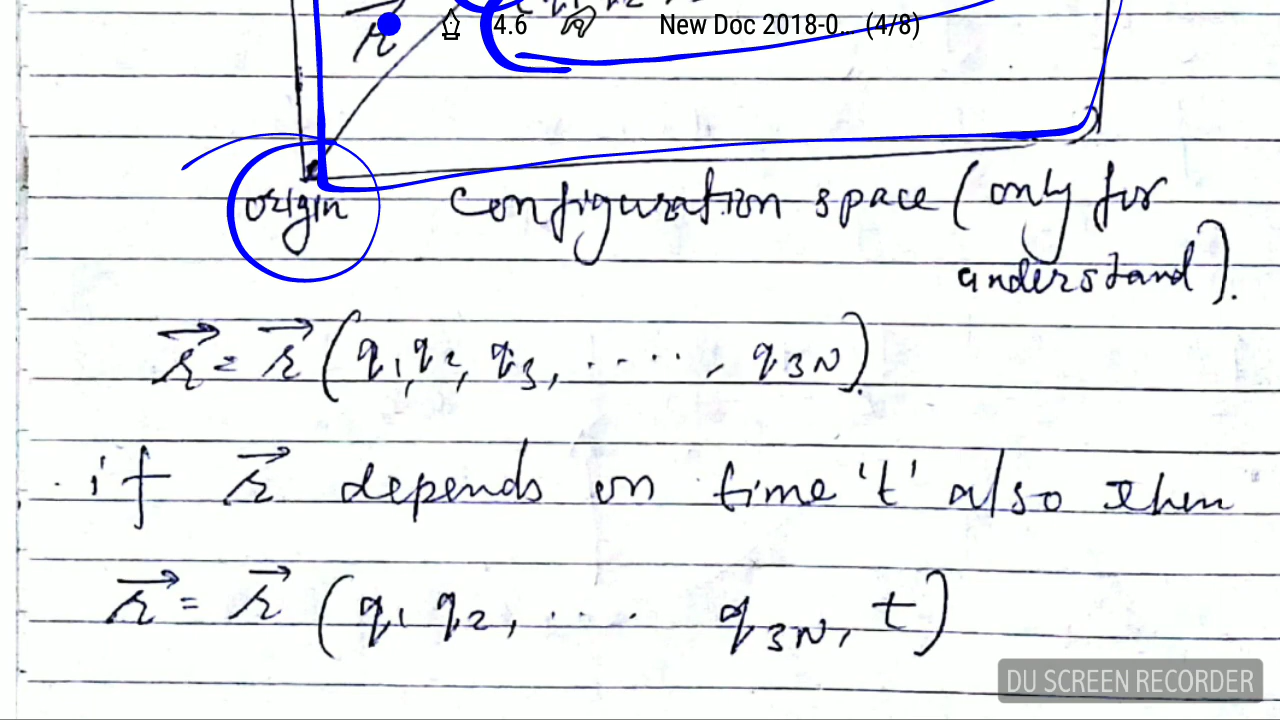 r⃗
4.6 New Doc 2018-0... (4/8)
origin configuration space (only for
understand).
r⃗ = r⃗ (q₁, q₂, q₃, ....., q₃N).
if r⃗ depends on time 't' also then
r⃗ = r⃗ (q₁ q₂, .... q₃N, t)
DU SCREEN RECORDER